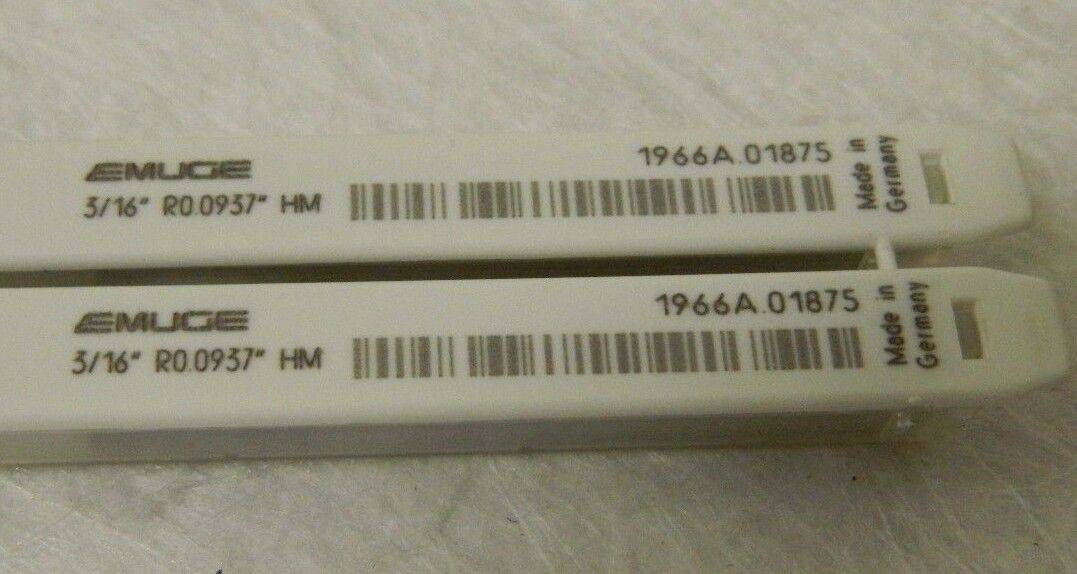 EMUGE
3/16" R0.0937" HM
1966A.01875
Made in
Germany
EMUGE
3/16" R0.0937" HM
1966A.01875
Made in
Germany